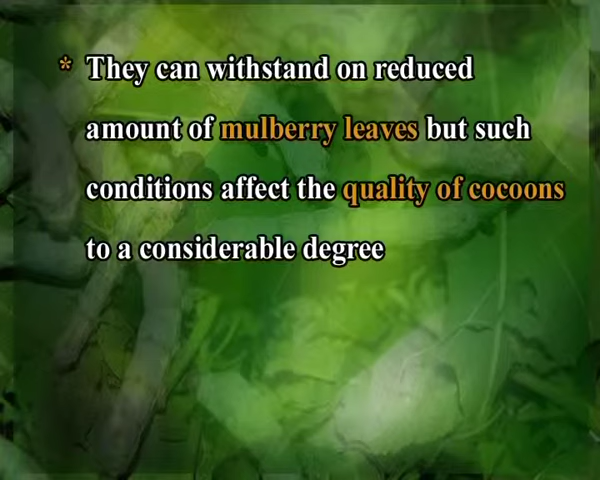 * They can withstand on reduced
amount of mulberry leaves but such
conditions affect the quality of cocoons
to a considerable degree